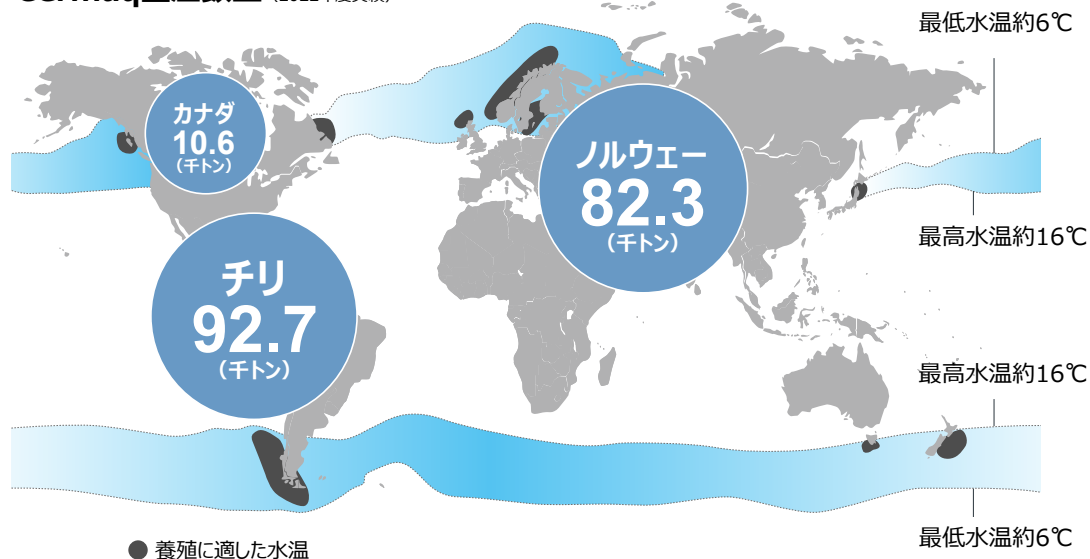 最低水温約6℃
カナダ
10.6
(千トン)
ノルウェー
82.3
(千トン)
最高水温約16℃
チリ
92.7
(千トン)
最高水温約16℃
最低水温約6℃
● 養殖に適した水温